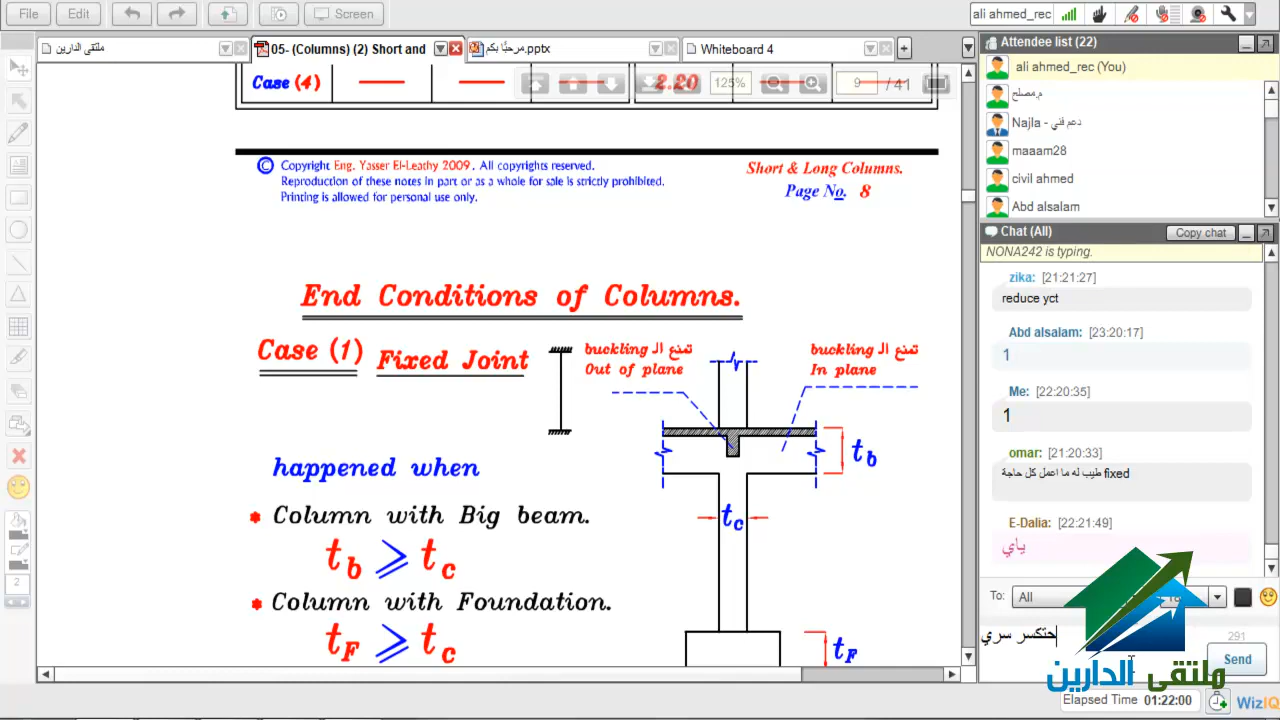 File Edit Screen ali ahmed_rec
ملتقى الدارين 05- (Columns) (2) Short and مرحبًا بكم.pptx Whiteboard 4
Attendee list (22)
ali ahmed_rec (You)
م.مصلح
Najla - دعم فني
maaam28
civil ahmed
Abd alsalam
Case (4) 2.20 125% 9 / 41
© Copyright Eng. Yasser El-Leathy 2009. All copyrights reserved.
Reproduction of these notes in part or as a whole for sale is strictly prohibited.
Printing is allowed for personal use only.
Short & Long Columns.
Page No. 8
End Conditions of Columns.
Case (1) Fixed Joint
تمنع ال buckling
Out of plane
تمنع ال buckling
In plane
tb
happened when
* Column with Big beam.
tb ⩾ tc
tc
* Column with Foundation.
tF ⩾ tc
tF
Chat (All) Copy chat
NONA242 is typing.
zika: [21:21:27]
reduce yct
Abd alsalam: [23:20:17]
1
Me: [22:20:35]
1
omar: [21:20:33]
طيب له ما اعمل كل حاجة fixed
E-Dalia: [22:21:49]
ياي
To: All
حتكسر سري
291
Send
ملتقى الدارين
Elapsed Time 01:22:00 WizIQ
2